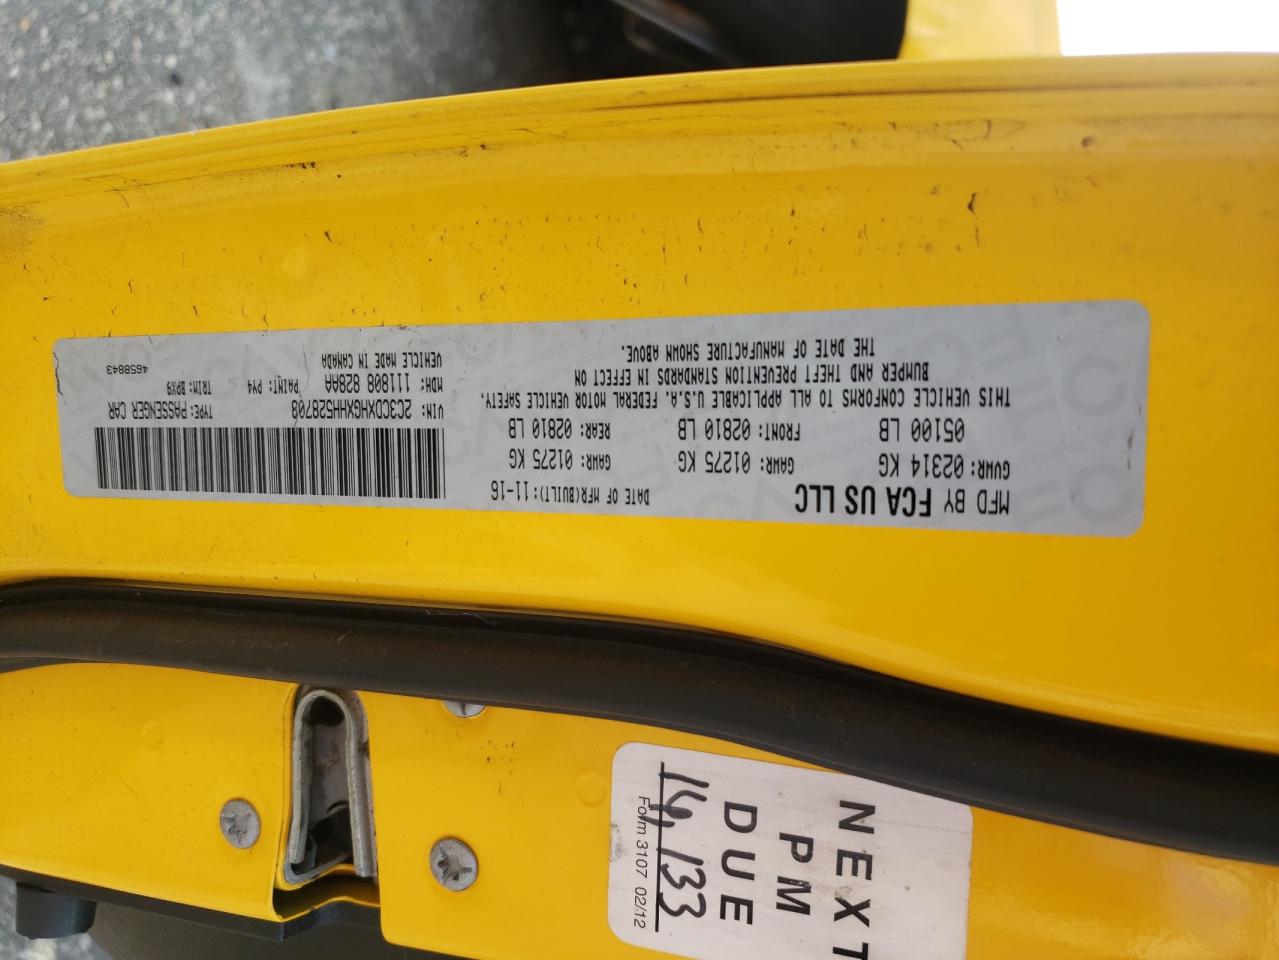 MFD BY FCA US LLC
DATE OF MFR(BUILT):11-16
GVWR: 02314 KG
05100 LB
GAWR: 01275 KG
FRONT: 02810 LB
GAWR: 01275 KG
REAR: 02810 LB
THIS VEHICLE CONFORMS TO ALL APPLICABLE U.S.A. FEDERAL MOTOR VEHICLE SAFETY,
BUMPER AND THEFT PREVENTION STANDARDS IN EFFECT ON
THE DATE OF MANUFACTURE SHOWN ABOVE.
VIN: 2C3CDXHG6HH528708
TYPE: PASSENGER CAR
MDH: 111808 828AA
PAINT: PY4
TRIM: BPX9
VEHICLE MADE IN CANADA
4658843
NEXT
PM
DUE
14,133
Form 3107 02/12